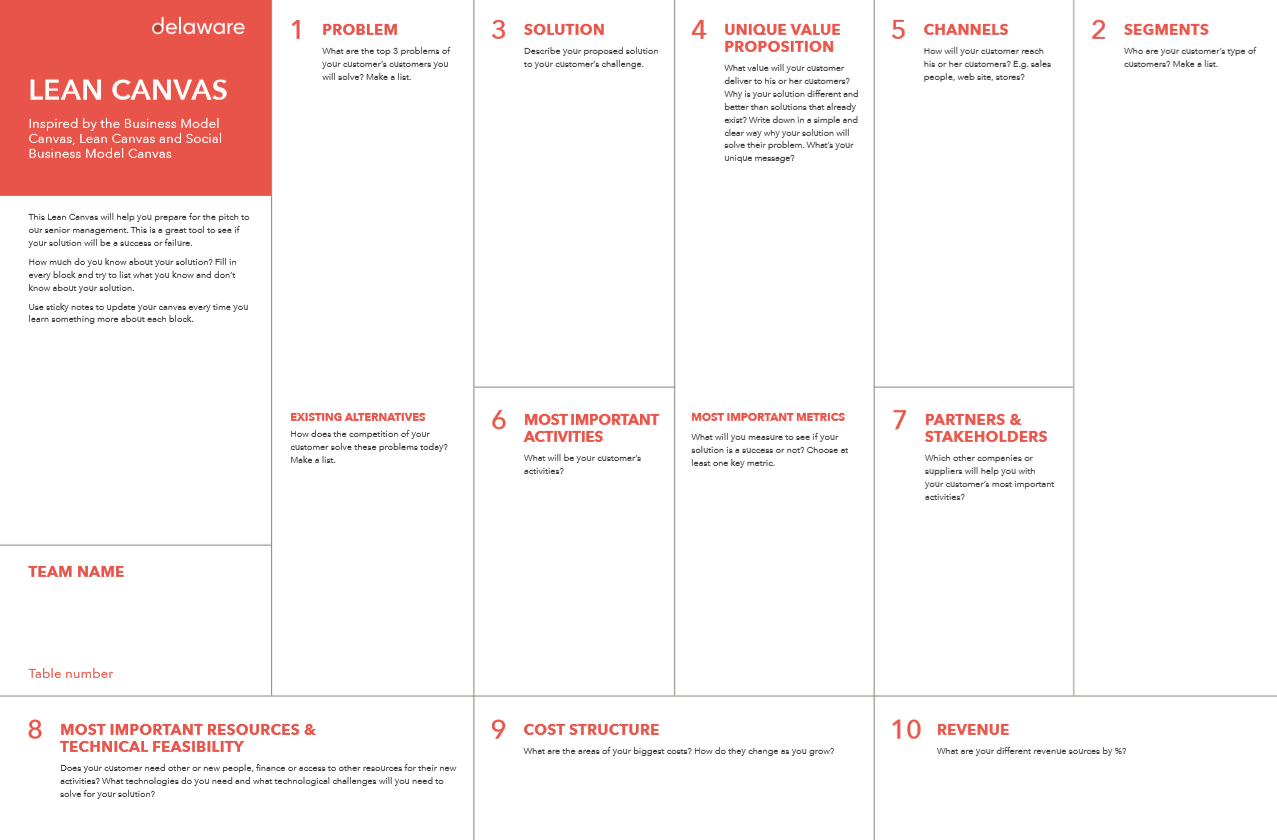 delaware
LEAN CANVAS
Inspired by the Business Model
Canvas, Lean Canvas and Social
Business Model Canvas
This Lean Canvas will help you prepare for the pitch to
our senior management. This is a great tool to see if
your solution will be a success or failure.
How much do you know about your solution? Fill in
every block and try to list what you know and don't
know about your solution.
Use sticky notes to update your canvas every time you
learn something more about each block.
TEAM NAME
Table number
1 PROBLEM
What are the top 3 problems of
your customer's customers you
will solve? Make a list.
EXISTING ALTERNATIVES
How does the competition of your
customer solve these problems today?
Make a list.
3 SOLUTION
Describe your proposed solution
to your customer's challenge.
6 MOST IMPORTANT
ACTIVITIES
What will be your customer's
activities?
4 UNIQUE VALUE
PROPOSITION
What value will your customer
deliver to his or her customers?
Why is your solution different and
better than solutions that already
exist? Write down in a simple and
clear way why your solution will
solve their problem. What's your
unique message?
MOST IMPORTANT METRICS
What will you measure to see if your
solution is a success or not? Choose at
least one key metric.
5 CHANNELS
How will your customer reach
his or her customers? E.g. sales
people, web site, stores?
7 PARTNERS &
STAKEHOLDERS
Which other companies or
suppliers will help you with
your customer's most important
activities?
2 SEGMENTS
Who are your customer's type of
customers? Make a list.
8 MOST IMPORTANT RESOURCES &
TECHNICAL FEASIBILITY
Does your customer need other or new people, finance or access to other resources for their new
activities? What technologies do you need and what technological challenges will you need to
solve for your solution?
9 COST STRUCTURE
What are the areas of your biggest costs? How do they change as you grow?
10 REVENUE
What are your different revenue sources by %?